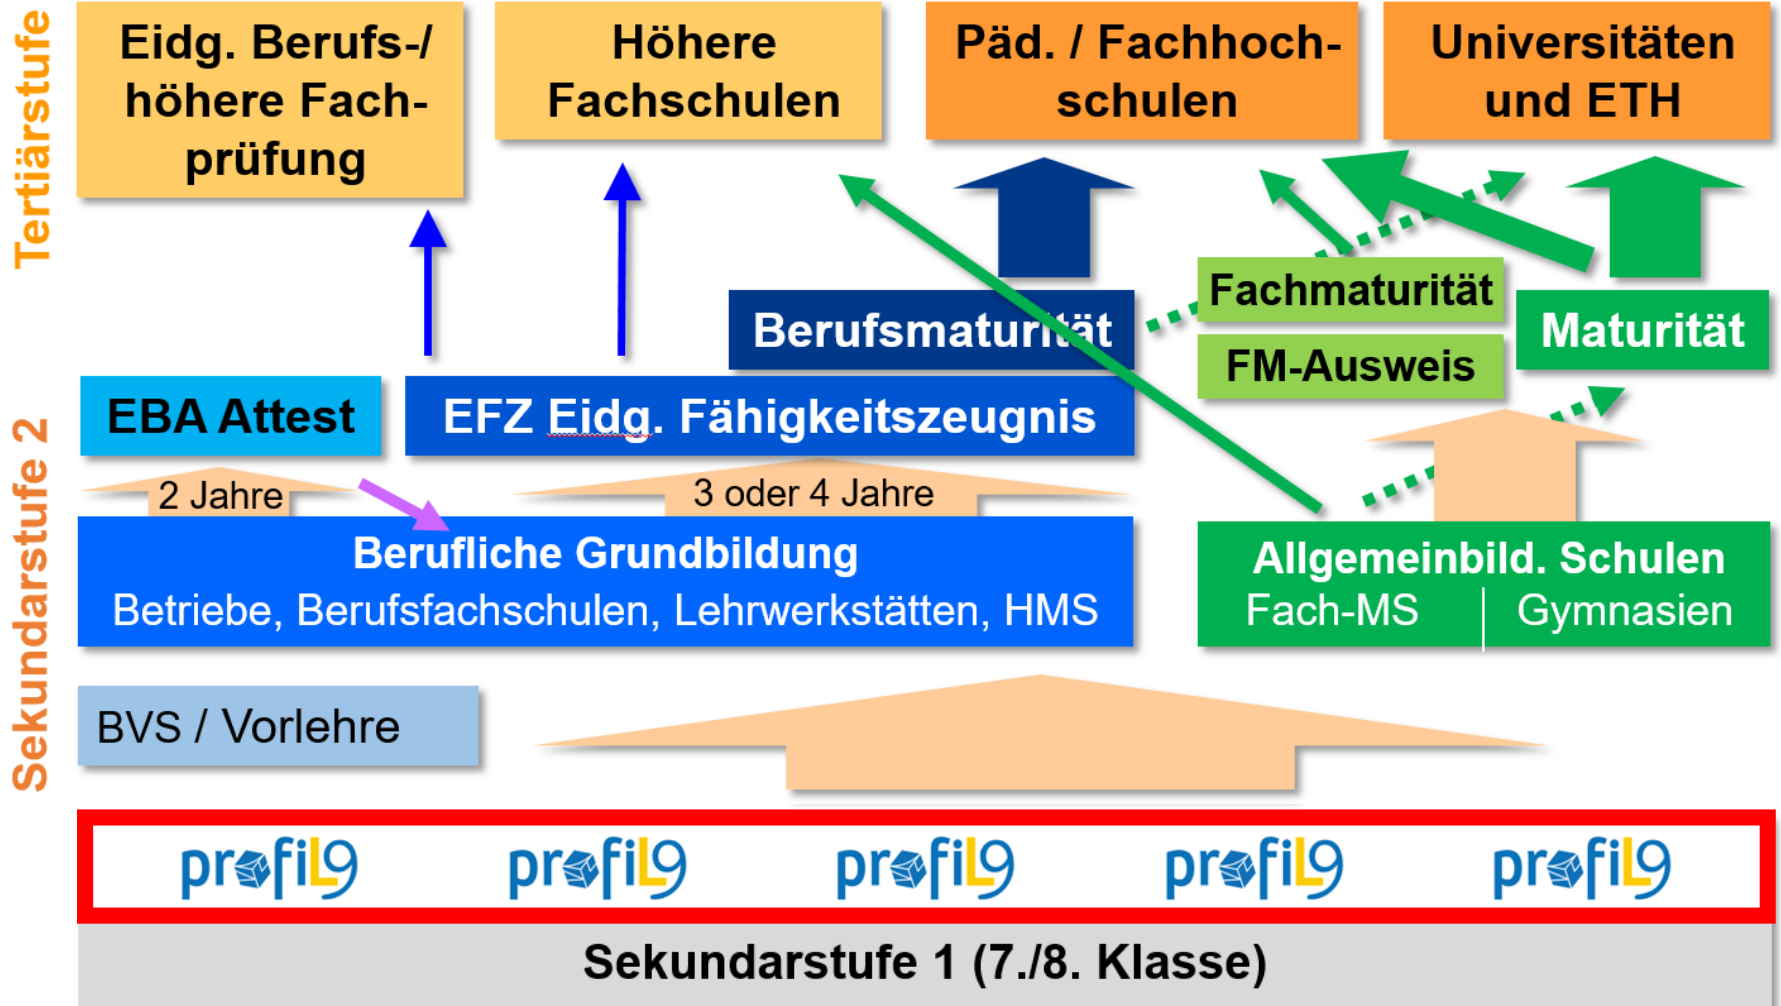 Tertiärstufe
Eidg. Berufs-/
höhere Fach-
prüfung
Höhere
Fachschulen
Päd. / Fachhoch-
schulen
Universitäten
und ETH
Fachmaturität
Berufsmaturität
Maturität
FM-Ausweis
Sekundarstufe 2
EBA Attest
EFZ Eidg. Fähigkeitszeugnis
2 Jahre
3 oder 4 Jahre
Berufliche Grundbildung
Betriebe, Berufsfachschulen, Lehrwerkstätten, HMS
Allgemeinbild. Schulen
Fach-MS
Gymnasien
BVS / Vorlehre
profiL9
profiL9
profiL9
profiL9
profiL9
Sekundarstufe 1 (7./8. Klasse)